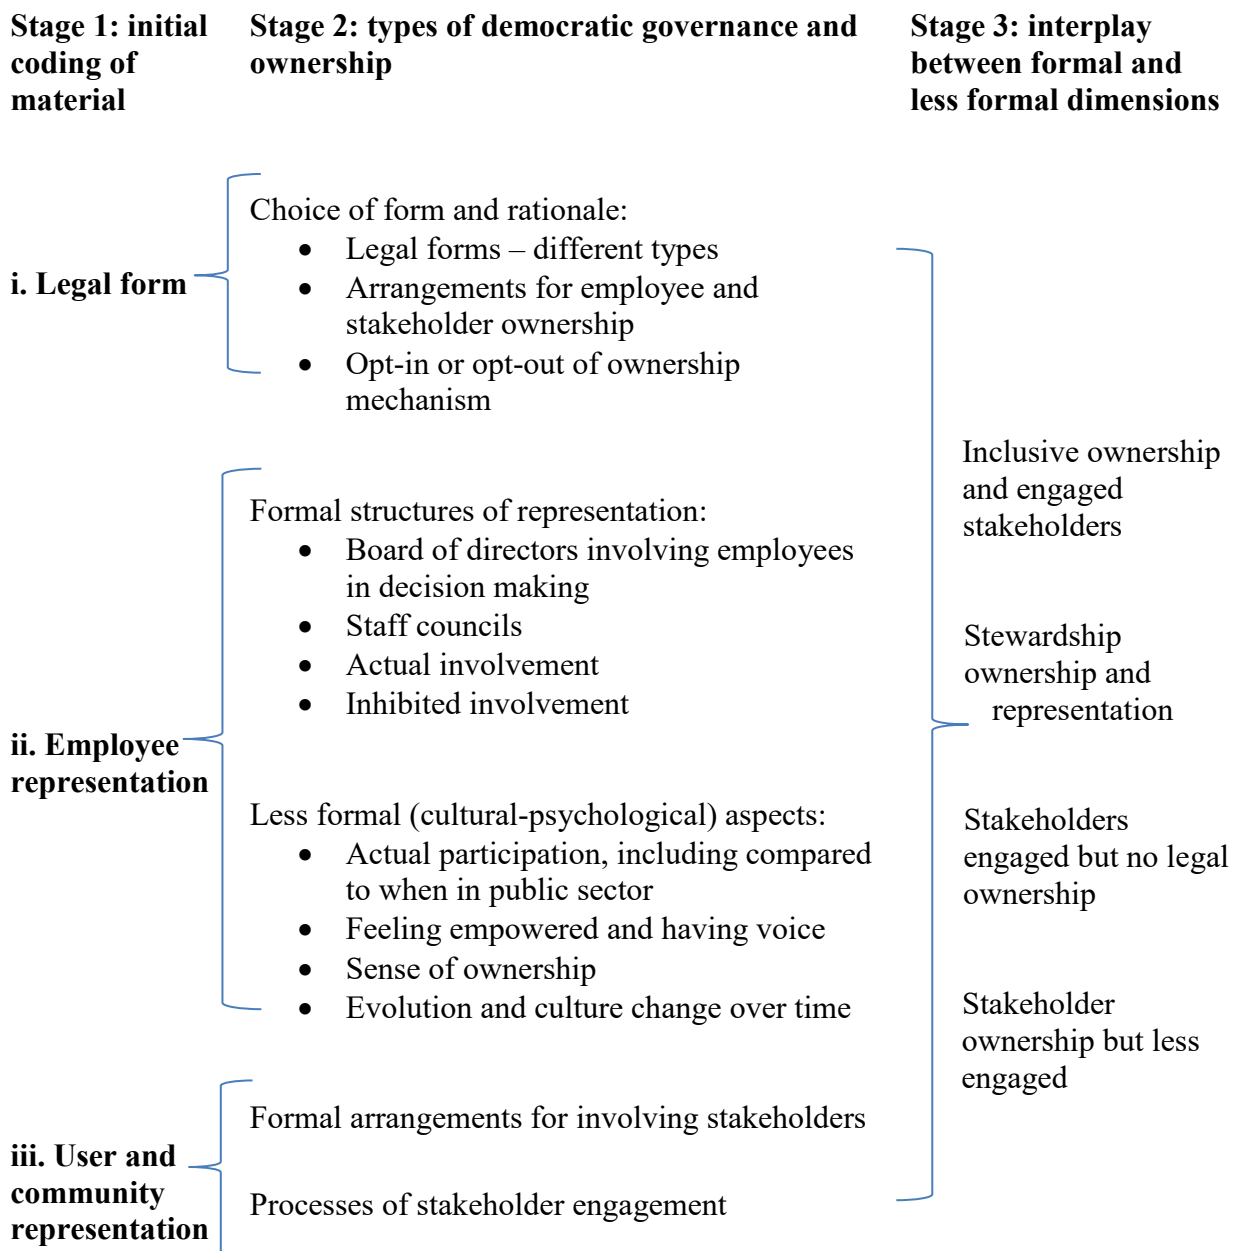 Stage 1: initial
coding of
material
Stage 2: types of democratic governance and
ownership
Stage 3: interplay
between formal and
less formal dimensions
i. Legal form
Choice of form and rationale:
• Legal forms – different types
• Arrangements for employee and
stakeholder ownership
• Opt-in or opt-out of ownership
mechanism
ii. Employee
representation
Formal structures of representation:
• Board of directors involving employees
in decision making
• Staff councils
• Actual involvement
• Inhibited involvement
Less formal (cultural-psychological) aspects:
• Actual participation, including compared
to when in public sector
• Feeling empowered and having voice
• Sense of ownership
• Evolution and culture change over time
iii. User and
community
representation
Formal arrangements for involving stakeholders
Processes of stakeholder engagement
Inclusive ownership
and engaged
stakeholders
Stewardship
ownership and
representation
Stakeholders
engaged but no legal
ownership
Stakeholder
ownership but less
engaged